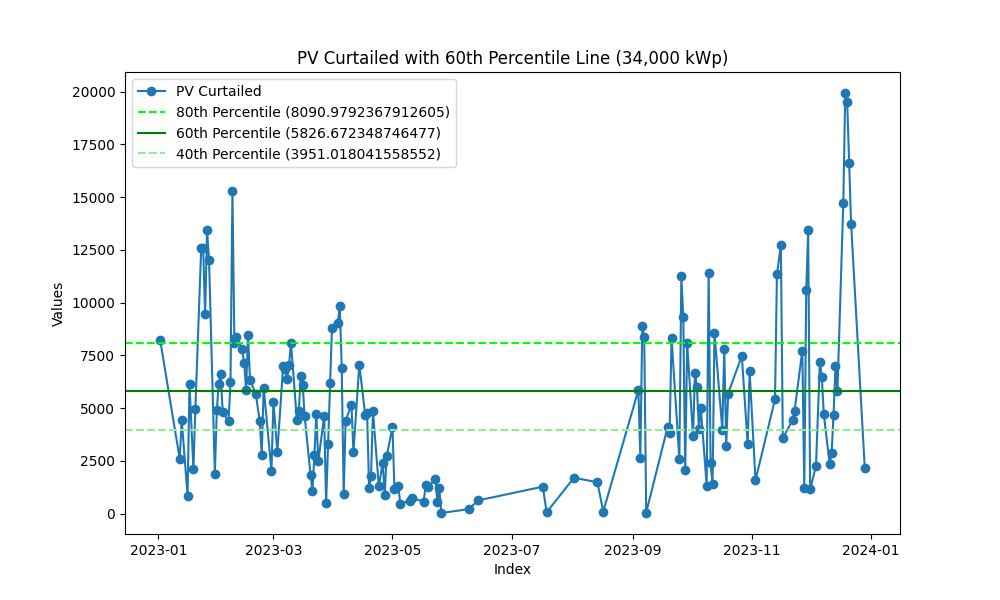 PV Curtailed with 60th Percentile Line (34,000 kWp)
PV Curtailed
80th Percentile (8090.9792367912605)
60th Percentile (5826.672348746477)
40th Percentile (3951.018041558552)
20000
17500
15000
12500
10000
7500
5000
2500
0
Values
2023-01 2023-03 2023-05 2023-07 2023-09 2023-11 2024-01
Index